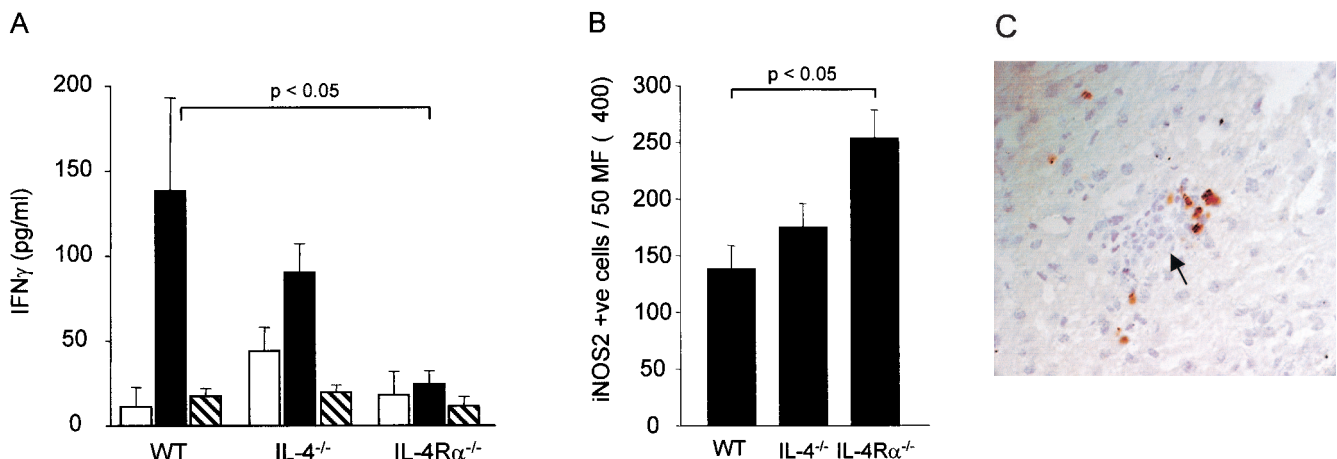 A
IFNγ (pg/ml)
200
150
100
50
0
p < 0.05
WT
IL-4-/-
IL-4Rα-/-
B
iNOS2 +ve cells / 50 MF ( 400)
300
250
200
150
100
50
0
p < 0.05
WT
IL-4-/-
IL-4Rα-/-
C